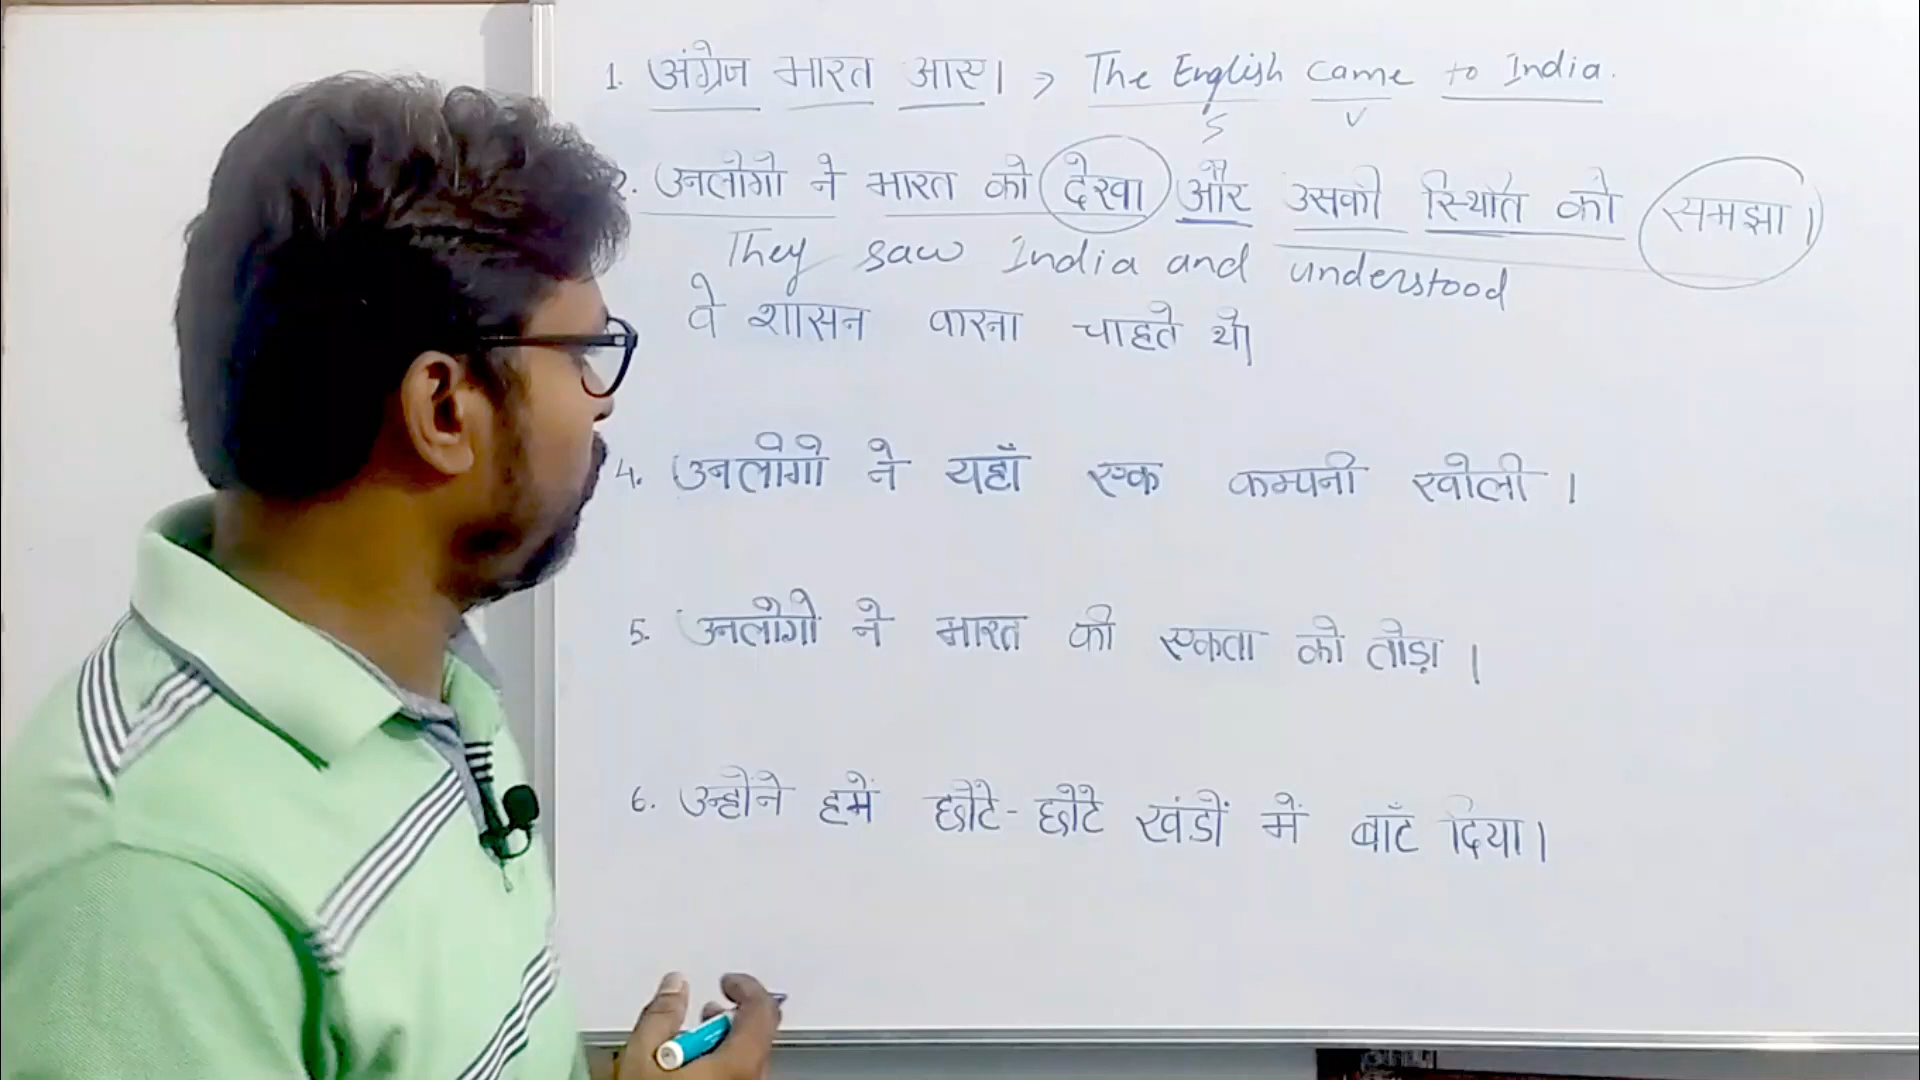 1. अंग्रेज भारत आए। → The English came to India.
S V
2. उनलोगो ने भारत को देखा और उसकी स्थिति को समझा।
They saw India and understood
वे शासन करना चाहते थे।
4. उनलोगो ने यहाँ एक कम्पनी खोली ।
5. उनलोगो ने भारत की एकता को तोड़ा ।
6. उन्होंने हमें छोटे-छोटे खंडों में बाँट दिया।